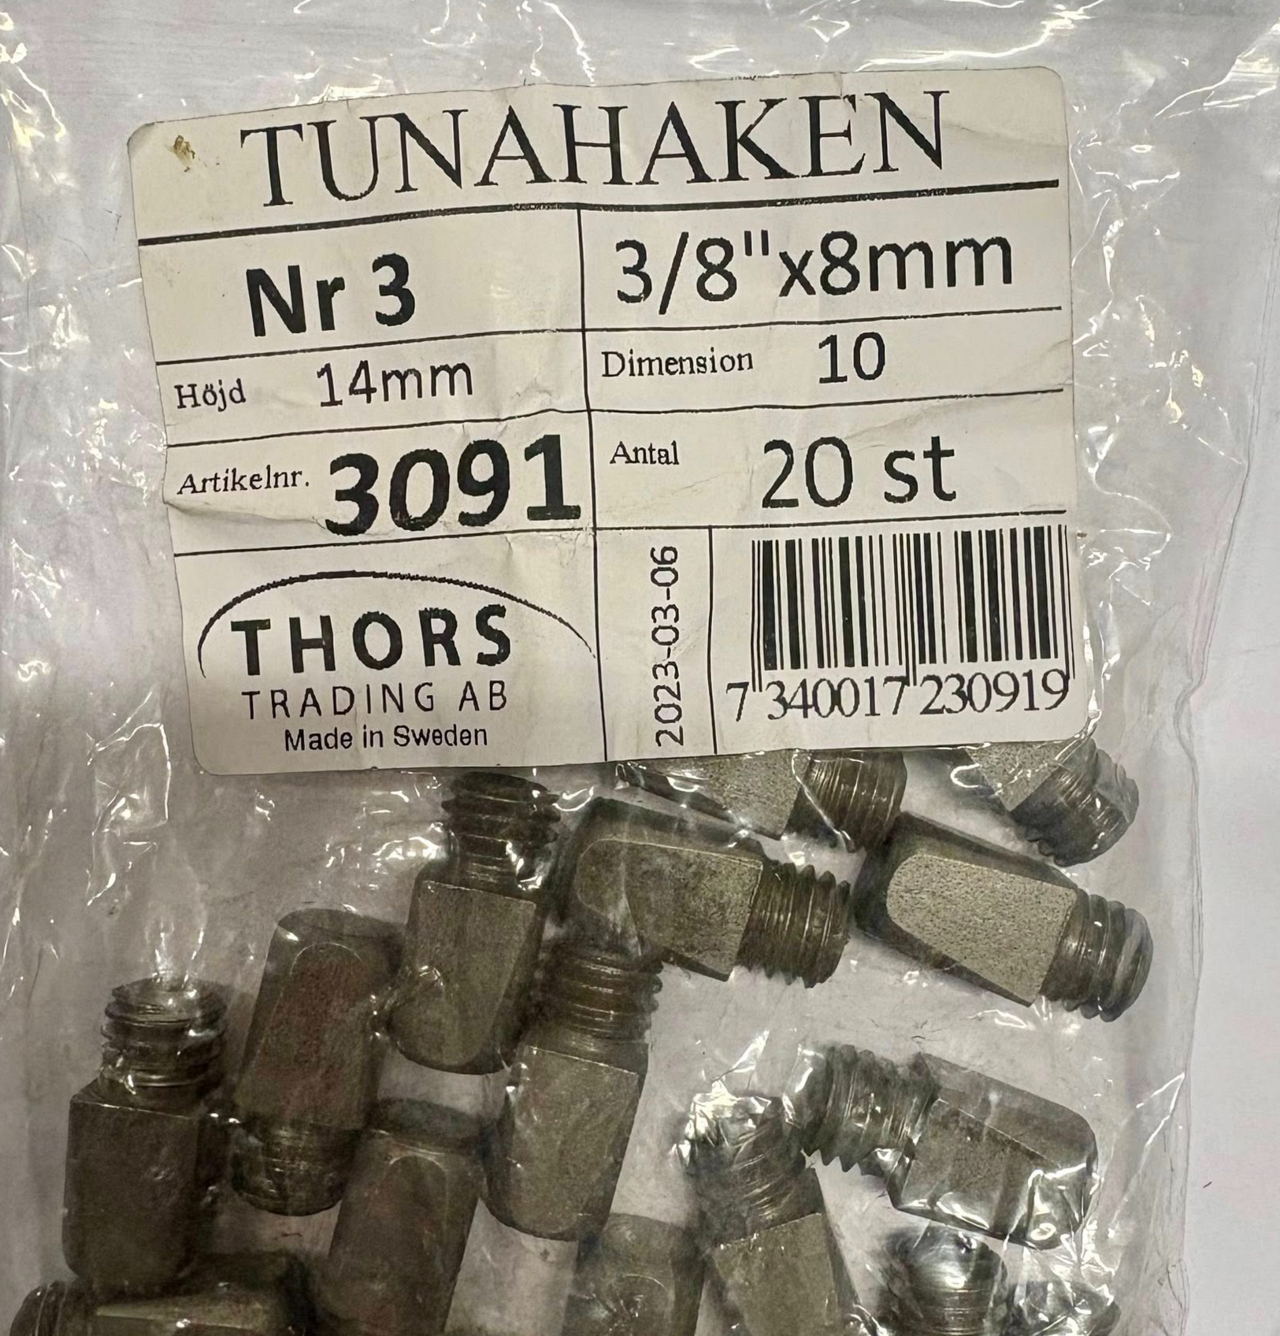 TUNAHAKEN
Nr 3
3/8"x8mm
Höjd 14mm
Dimension 10
Artikelnr. 3091
Antal 20 st
THORS
TRADING AB
Made in Sweden
2023-03-06
7 340017 230919